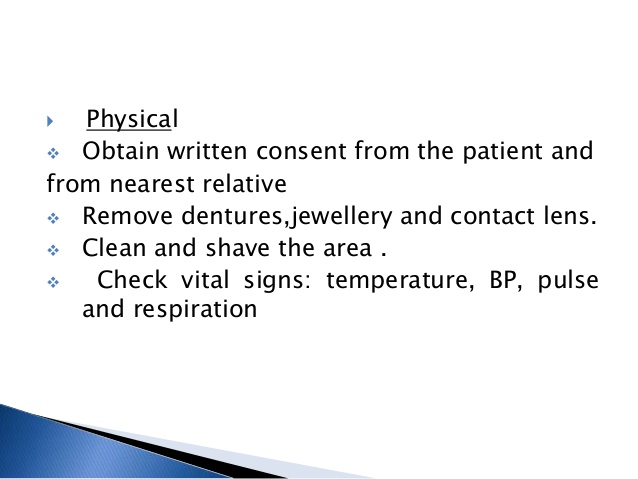 Physical
Obtain written consent from the patient and
from nearest relative
Remove dentures,jewellery and contact lens.
Clean and shave the area .
Check vital signs: temperature, BP, pulse
and respiration